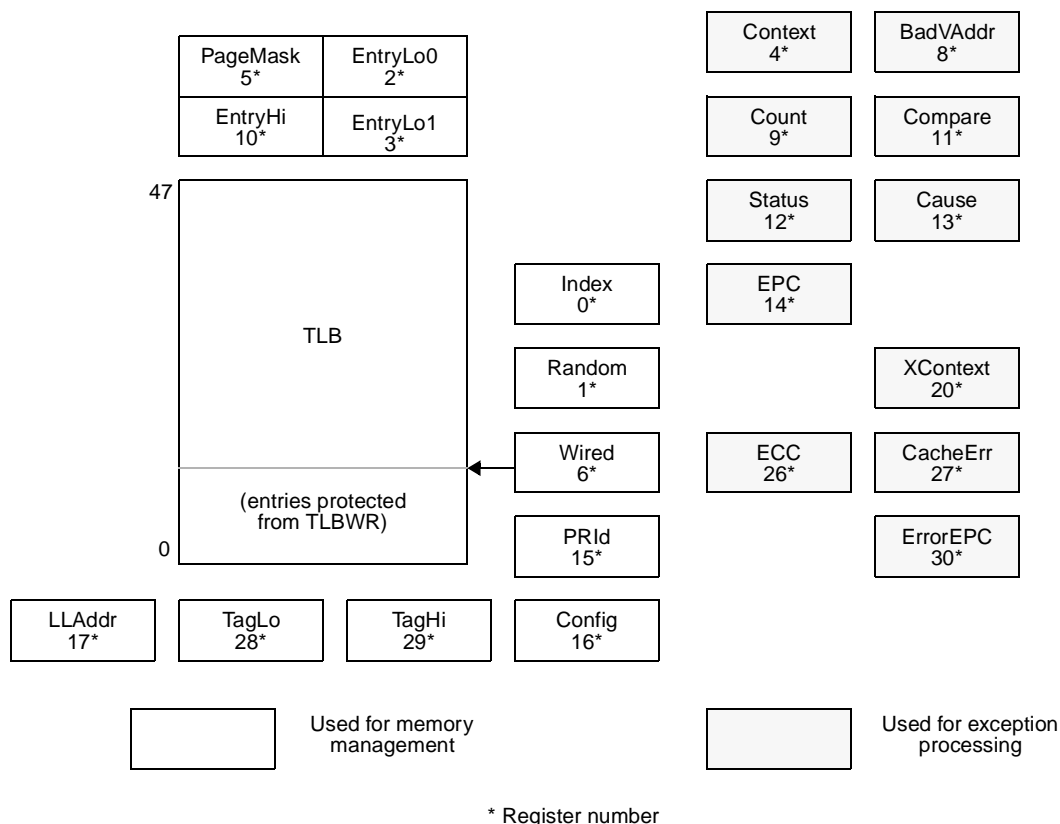 PageMask
5*
EntryLo0
2*
EntryHi
10*
EntryLo1
3*
Context
4*
BadVAddr
8*
Count
9*
Compare
11*
47
Status
12*
Cause
13*
Index
0*
EPC
14*
TLB
Random
1*
XContext
20*
Wired
6*
ECC
26*
CacheErr
27*
(entries protected
from TLBWR)
PRId
15*
ErrorEPC
30*
0
LLAddr
17*
TagLo
28*
TagHi
29*
Config
16*
Used for memory
management
Used for exception
processing
* Register number